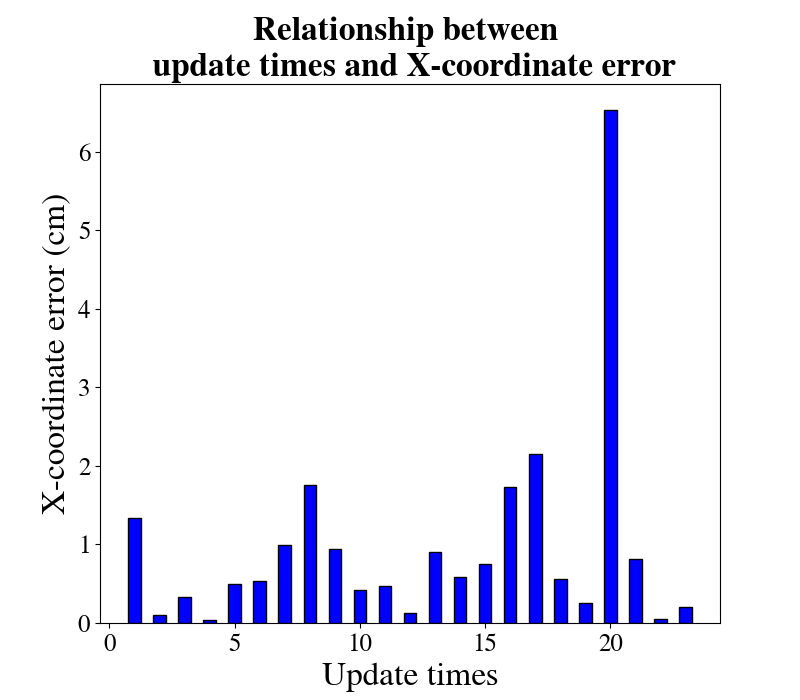 Relationship between
update times and X-coordinate error
X-coordinate error (cm)
6
5
4
3
2
1
0
0 5 10 15 20
Update times